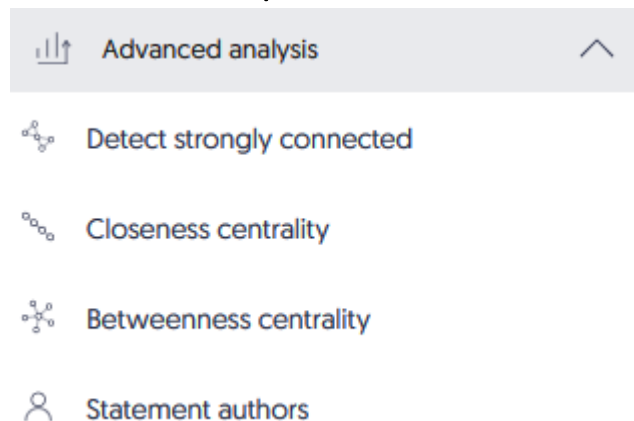 Advanced analysis
Detect strongly connected
Closeness centrality
Betweenness centrality
Statement authors